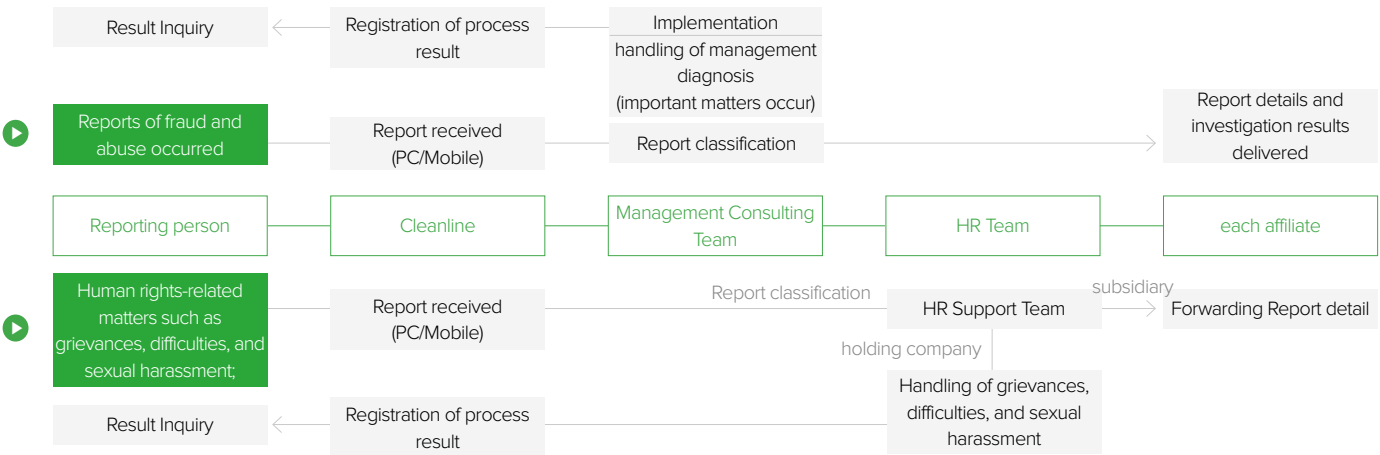 Result Inquiry
Registration of process
result
Implementation
handling of management
diagnosis
(important matters occur)
Reports of fraud and
abuse occurred
Report received
(PC/Mobile)
Report classification
Report details and
investigation results
delivered
Reporting person
Cleanline
Management Consulting
Team
HR Team
each affiliate
Human rights-related
matters such as
grievances, difficulties, and
sexual harassment;
Report received
(PC/Mobile)
Report classification
HR Support Team
subsidiary
Forwarding Report detail
holding company
Handling of grievances,
difficulties, and sexual
harassment
Result Inquiry
Registration of process
result